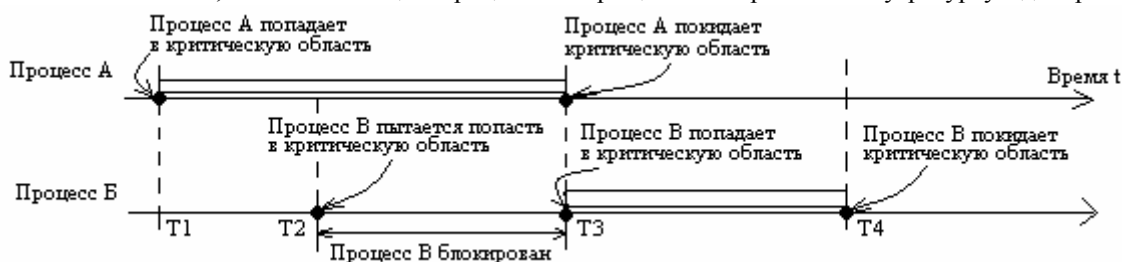 Процесс А попадает
в критическую область
Процесс А покидает
критическую область
Процесс А
Время t
Процесс В пытается попасть
в критическую область
Процесс В попадает
в критическую область
Процесс В покидает
критическую область
Процесс Б
T1
T2
T3
T4
Процесс В блокирован